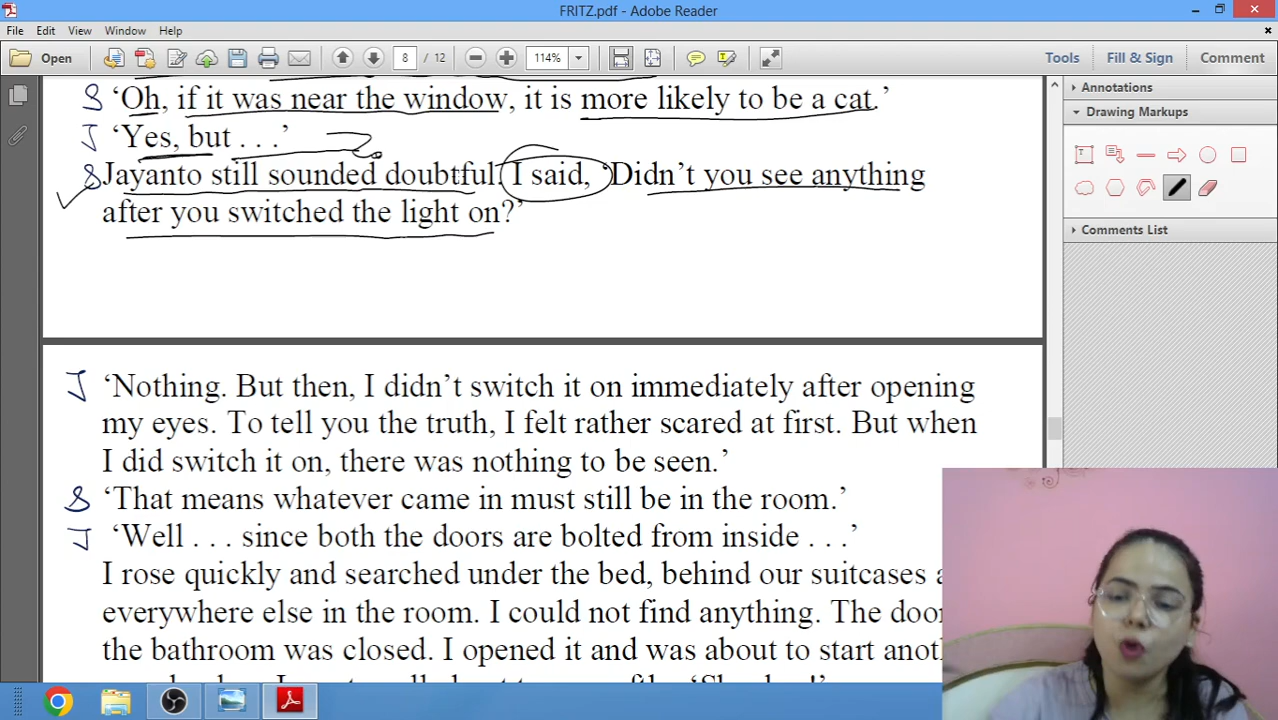 FRITZ.pdf - Adobe Reader
File Edit View Window Help
Open 8 / 12 114% Tools Fill & Sign Comment
Annotations
Drawing Markups
Comments List
S ‘Oh, if it was near the window, it is more likely to be a cat.’
J ‘Yes, but . . .’
S Jayanto still sounded doubtful. I said, ‘Didn’t you see anything
after you switched the light on?’
J ‘Nothing. But then, I didn’t switch it on immediately after opening
my eyes. To tell you the truth, I felt rather scared at first. But when
I did switch it on, there was nothing to be seen.’
S ‘That means whatever came in must still be in the room.’
J ‘Well . . . since both the doors are bolted from inside . . .’
I rose quickly and searched under the bed, behind our suitcases
everywhere else in the room. I could not find anything. The
the bathroom was closed. I opened it and was about to start